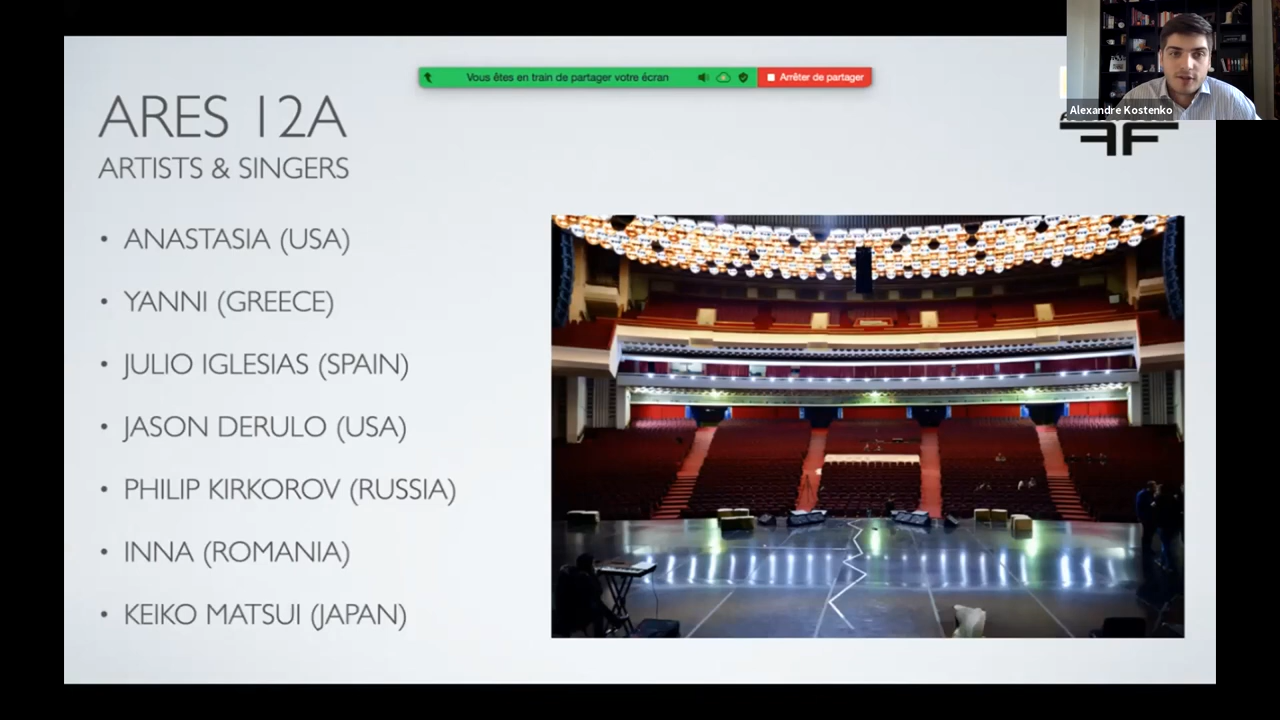 Vous êtes en train de partager votre écran
Arrêter de partager
Alexandre Kostenko
ARES 12A
ARTISTS & SINGERS
• ANASTASIA (USA)
• YANNI (GREECE)
• JULIO IGLESIAS (SPAIN)
• JASON DERULO (USA)
• PHILIP KIRKOROV (RUSSIA)
• INNA (ROMANIA)
• KEIKO MATSUI (JAPAN)